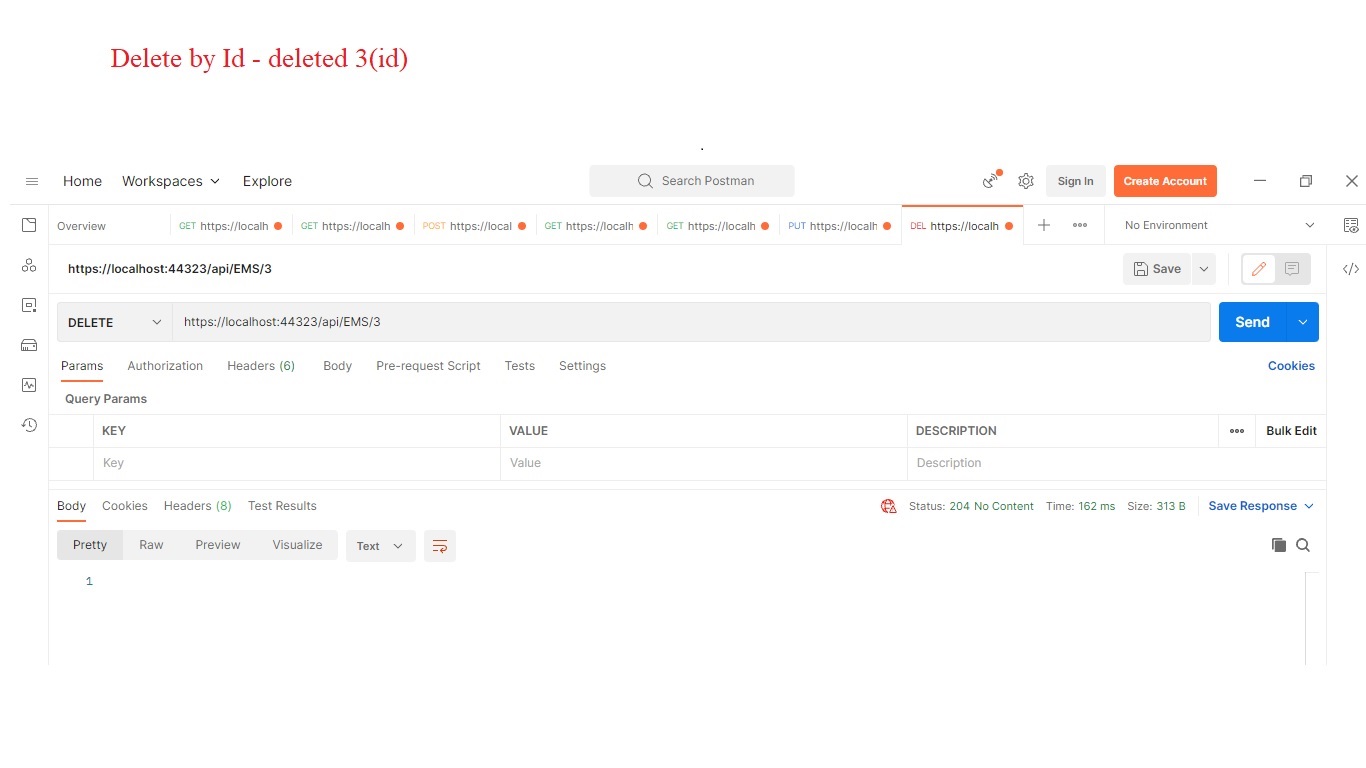 Delete by Id - deleted 3(id)
.
Home Workspaces Explore Search Postman Sign In Create Account
Overview GET https://localh GET https://localh POST https://local GET https://localh GET https://localh PUT https://localh DEL https://localh No Environment
https://localhost:44323/api/EMS/3 Save
DELETE https://localhost:44323/api/EMS/3 Send
Params Authorization Headers (6) Body Pre-request Script Tests Settings Cookies
Query Params
KEY VALUE DESCRIPTION Bulk Edit
Key Value Description
Body Cookies Headers (8) Test Results Status: 204 No Content Time: 162 ms Size: 313 B Save Response
Pretty Raw Preview Visualize Text
1